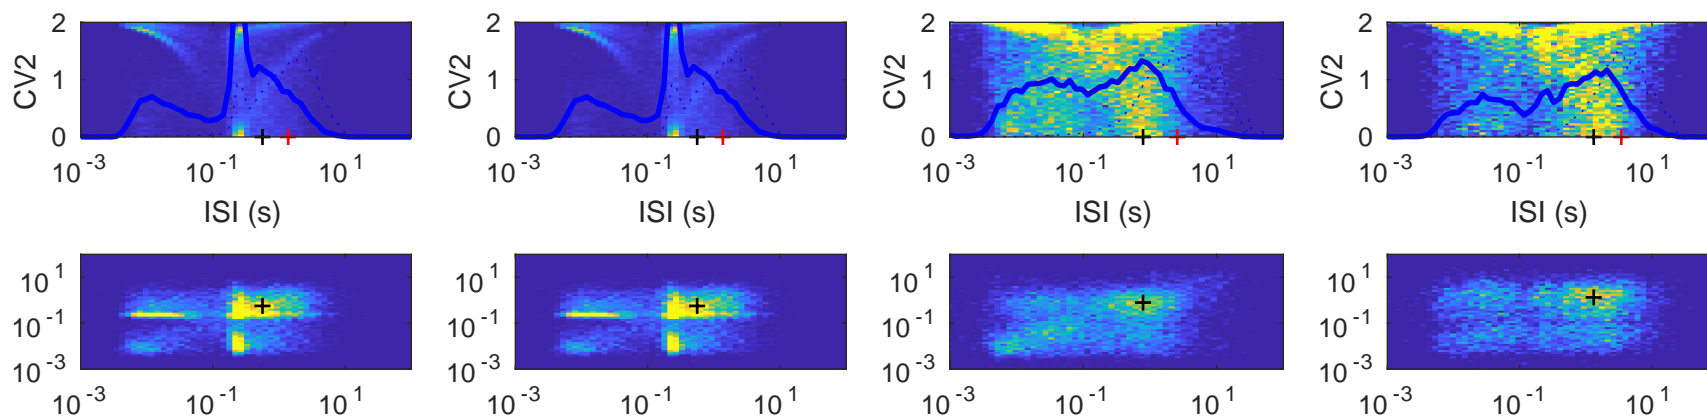 2 2 2 2
CV2 CV2 CV2 CV2
1 1 1 1
0 0 0 0
10^-3 10^-1 10^1 10^-3 10^-1 10^1 10^-3 10^-1 10^1 10^-3 10^-1 10^1
ISI (s) ISI (s) ISI (s) ISI (s)
10^1 10^1 10^1 10^1
10^-1 10^-1 10^-1 10^-1
10^-3 10^-3 10^-3 10^-3
10^-3 10^-1 10^1 10^-3 10^-1 10^1 10^-3 10^-1 10^1 10^-3 10^-1 10^1